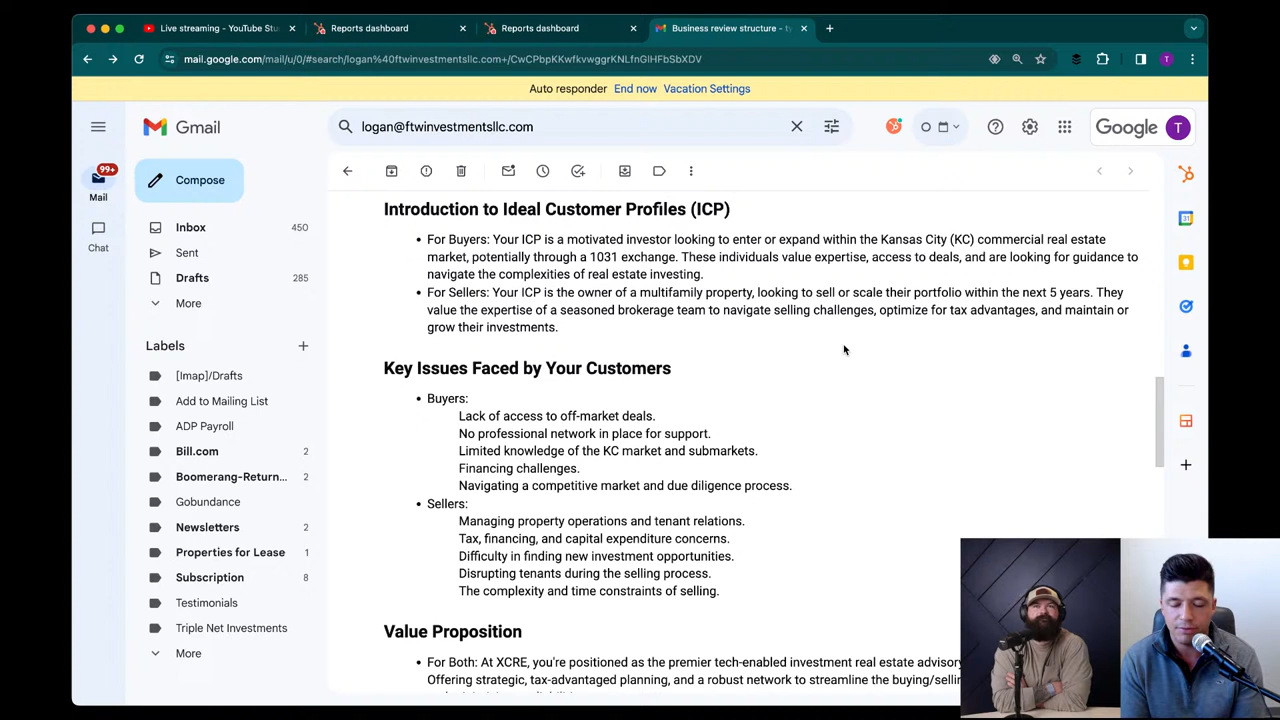 Live streaming - YouTube Stu
Reports dashboard
Reports dashboard
Business review structure - ty
mail.google.com/mail/u/0/#search/logan%40ftwinvestmentsllc.com+/CwCPbpKKwfkvwggrKNLfnGlHFbSbXDV
T
Auto responder End now Vacation Settings
Gmail
logan@ftwinvestmentsllc.com
Google
T
99+
Mail
Chat
Compose
Inbox 450
Sent
Drafts 285
More
Labels
[Imap]/Drafts
Add to Mailing List
ADP Payroll
Bill.com 2
Boomerang-Return... 2
Gobundance
Newsletters 2
Properties for Lease 1
Subscription 8
Testimonials
Triple Net Investments
More
Introduction to Ideal Customer Profiles (ICP)
• For Buyers: Your ICP is a motivated investor looking to enter or expand within the Kansas City (KC) commercial real estate
market, potentially through a 1031 exchange. These individuals value expertise, access to deals, and are looking for guidance to
navigate the complexities of real estate investing.
• For Sellers: Your ICP is the owner of a multifamily property, looking to sell or scale their portfolio within the next 5 years. They
value the expertise of a seasoned brokerage team to navigate selling challenges, optimize for tax advantages, and maintain or
grow their investments.
Key Issues Faced by Your Customers
• Buyers:
Lack of access to off-market deals.
No professional network in place for support.
Limited knowledge of the KC market and submarkets.
Financing challenges.
Navigating a competitive market and due diligence process.
• Sellers:
Managing property operations and tenant relations.
Tax, financing, and capital expenditure concerns.
Difficulty in finding new investment opportunities.
Disrupting tenants during the selling process.
The complexity and time constraints of selling.
Value Proposition
• For Both: At XCRE, you're positioned as the premier tech-enabled investment real estate advisory
Offering strategic, tax-advantaged planning, and a robust network to streamline the buying/selli